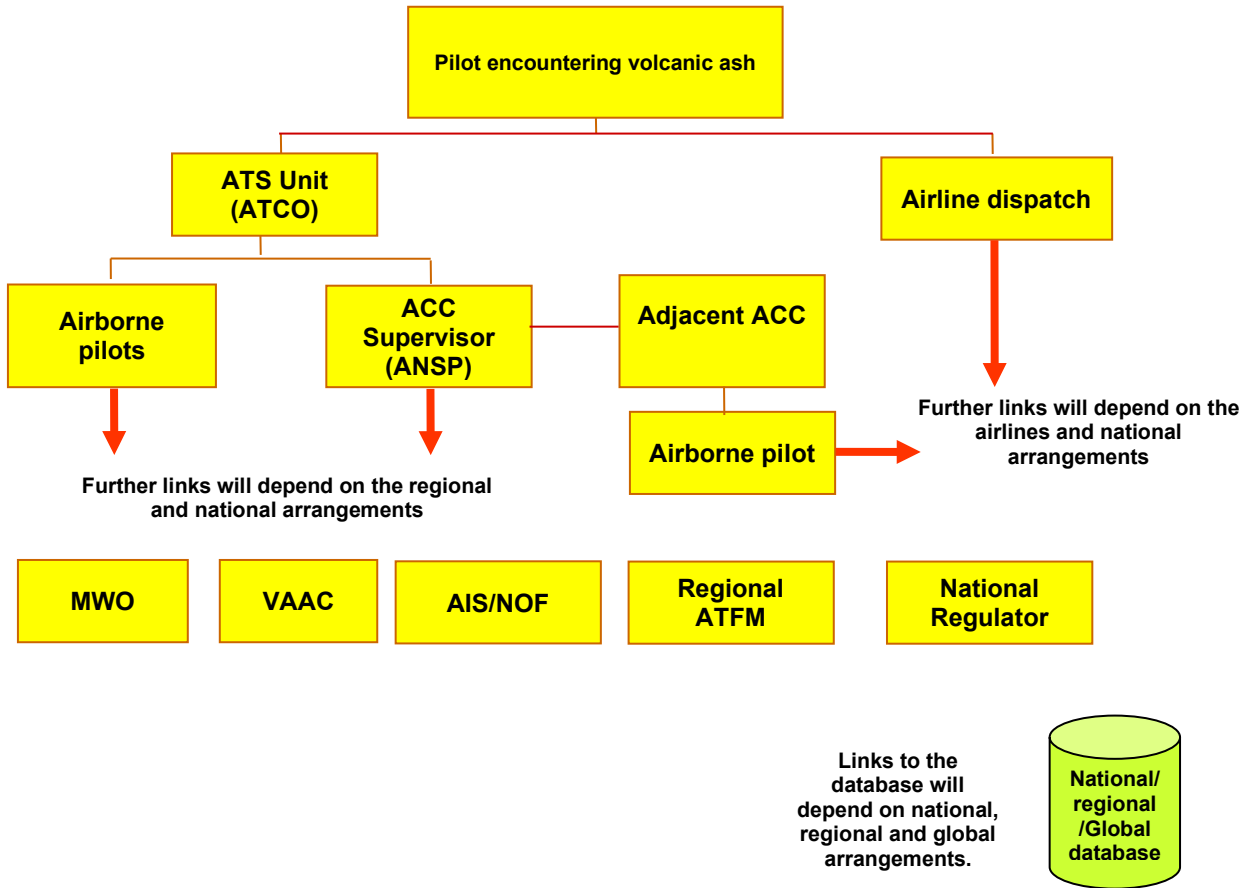 Pilot encountering volcanic ash
ATS Unit
(ATCO)
Airline dispatch
Airborne
pilots
ACC
Supervisor
(ANSP)
Adjacent ACC
Airborne pilot
Further links will depend on the
airlines and national
arrangements
Further links will depend on the regional
and national arrangements
MWO
VAAC
AIS/NOF
Regional
ATFM
National
Regulator
Links to the
database will
depend on national,
regional and global
arrangements.
National/
regional
/Global
database